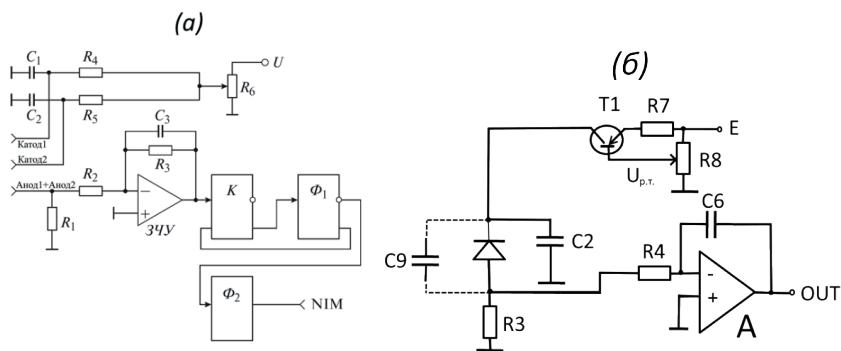 (а)
C1
R4
U
R6
C2
R5
Катод1
Катод2
C3
R3
Анод1+Анод2
R2
−
+
ЗЧУ
R1
К
Ф1
Ф2
NIM
(б)
T1
R7
E
R8
Uр.т.
C9
C2
C6
R4
-
+
A
OUT
R3